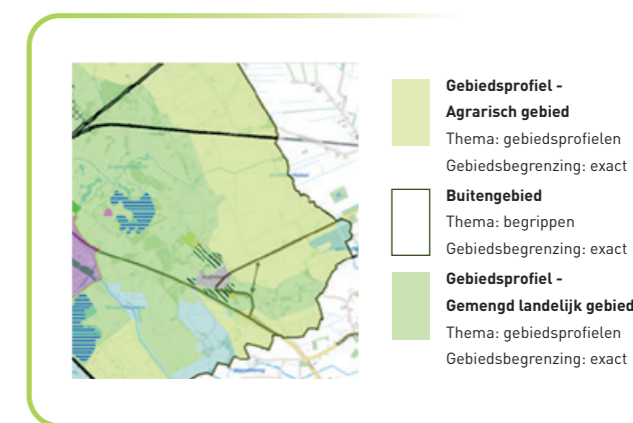 Gebiedsprofiel -
Agrarisch gebied
Thema: gebiedsprofielen
Gebiedsbegrenzing: exact
Buitengebied
Thema: begrippen
Gebiedsbegrenzing: exact
Gebiedsprofiel -
Gemengd landelijk gebied
Thema: gebiedsprofielen
Gebiedsbegrenzing: exact